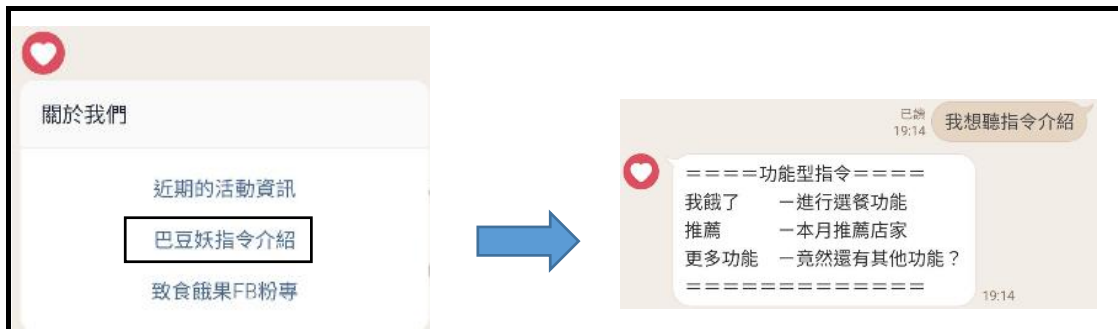 關於我們
近期的活動資訊
巴豆妖指令介紹
致食餓果FB粉專
已讀
19:14
我想聽指令介紹
====功能型指令====
我餓了 －進行選餐功能
推薦 －本月推薦店家
更多功能 －竟然還有其他功能?
=============
19:14